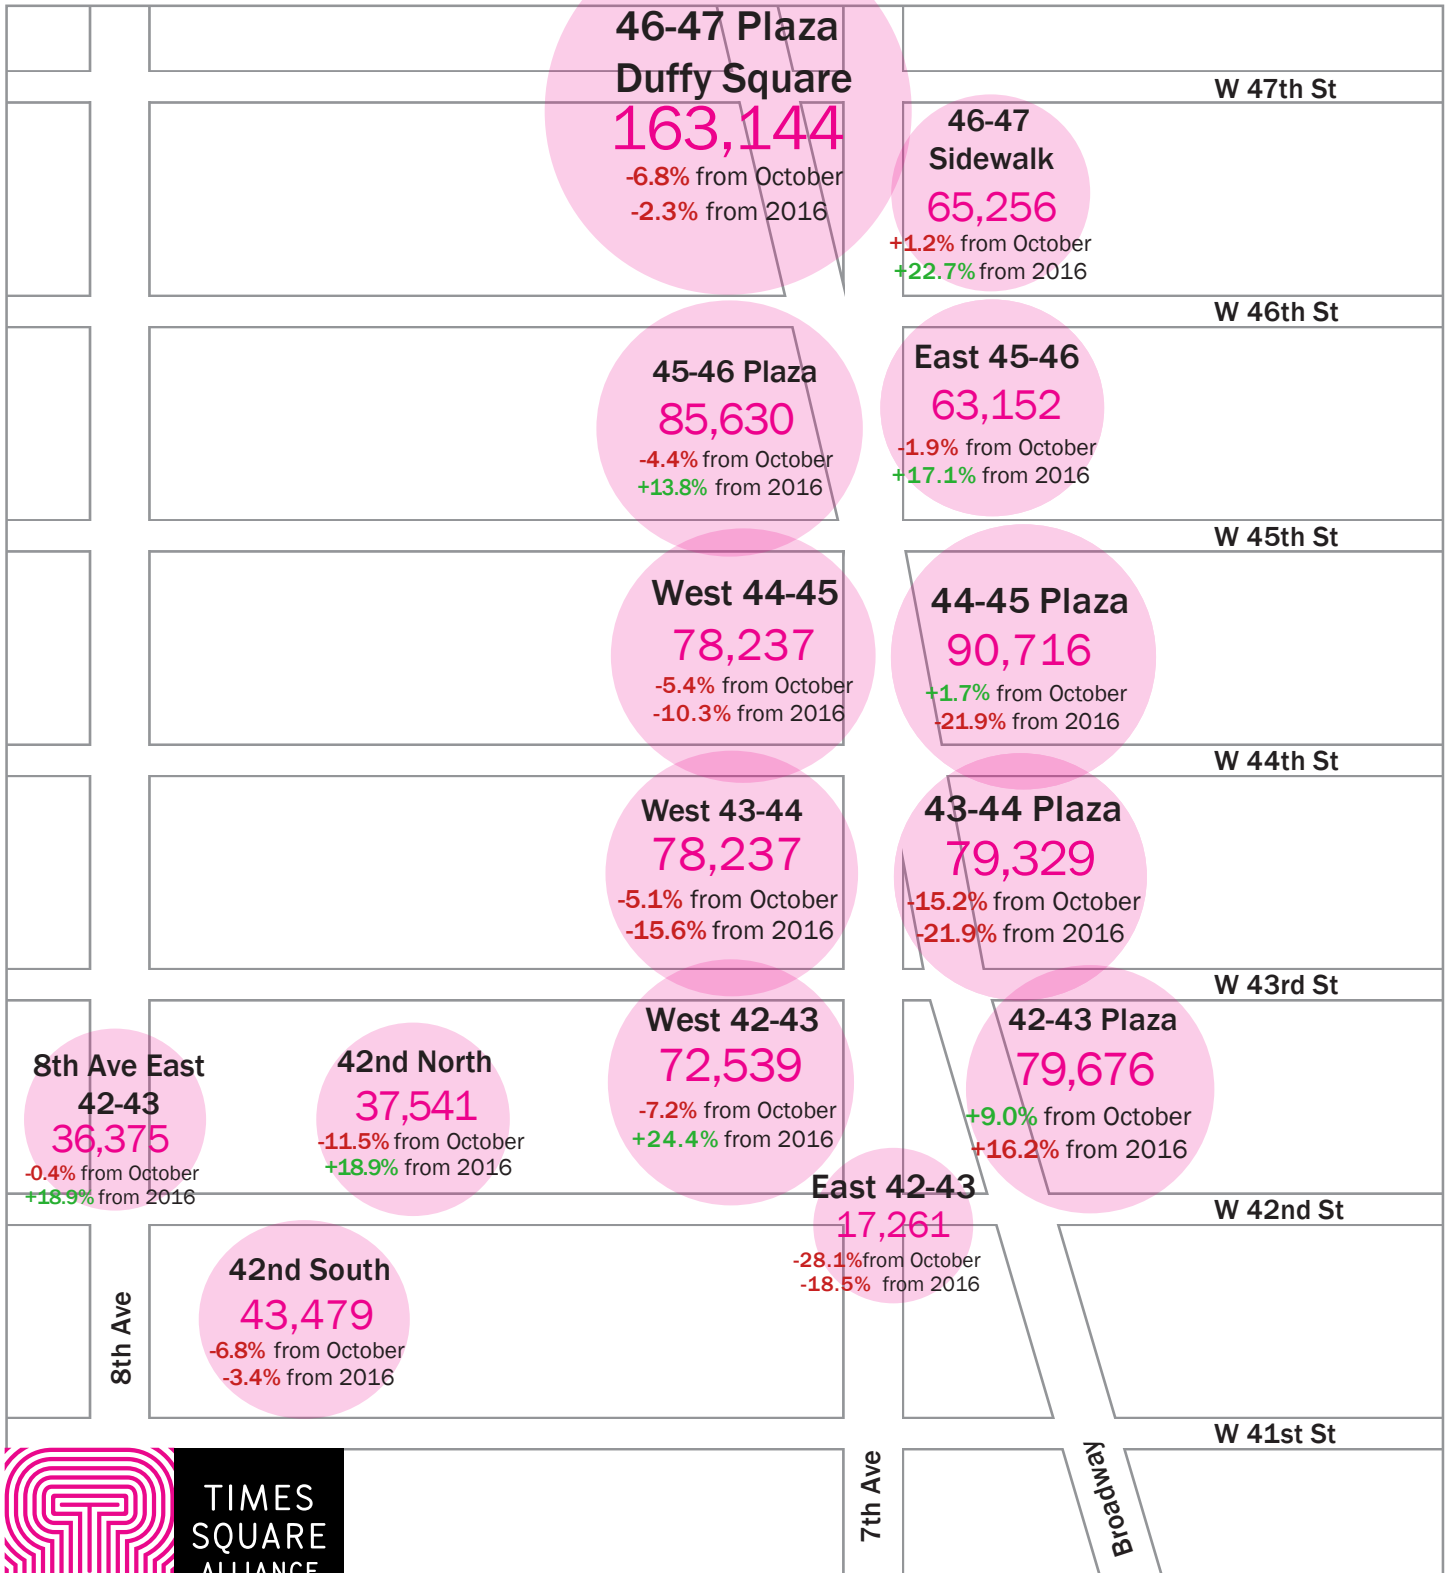 46-47 Plaza
Duffy Square
163,144
-6.8% from October
-2.3% from 2016
W 47th St
46-47
Sidewalk
65,256
+1.2% from October
+22.7% from 2016
W 46th St
45-46 Plaza
85,630
-4.4% from October
+13.8% from 2016
East 45-46
63,152
-1.9% from October
+17.1% from 2016
W 45th St
West 44-45
78,237
-5.4% from October
-10.3% from 2016
44-45 Plaza
90,716
+1.7% from October
-21.9% from 2016
W 44th St
West 43-44
78,237
-5.1% from October
-15.6% from 2016
43-44 Plaza
79,329
-15.2% from October
-21.9% from 2016
W 43rd St
8th Ave East
42-43
36,375
-0.4% from October
+18.9% from 2016
42nd North
37,541
-11.5% from October
+18.9% from 2016
West 42-43
72,539
-7.2% from October
+24.4% from 2016
42-43 Plaza
79,676
+9.0% from October
+16.2% from 2016
East 42-43
17,261
-28.1%from October
-18.5% from 2016
W 42nd St
42nd South
43,479
-6.8% from October
-3.4% from 2016
8th Ave
W 41st St
7th Ave
Broadway
TIMES
SQUARE
ALLIANCE